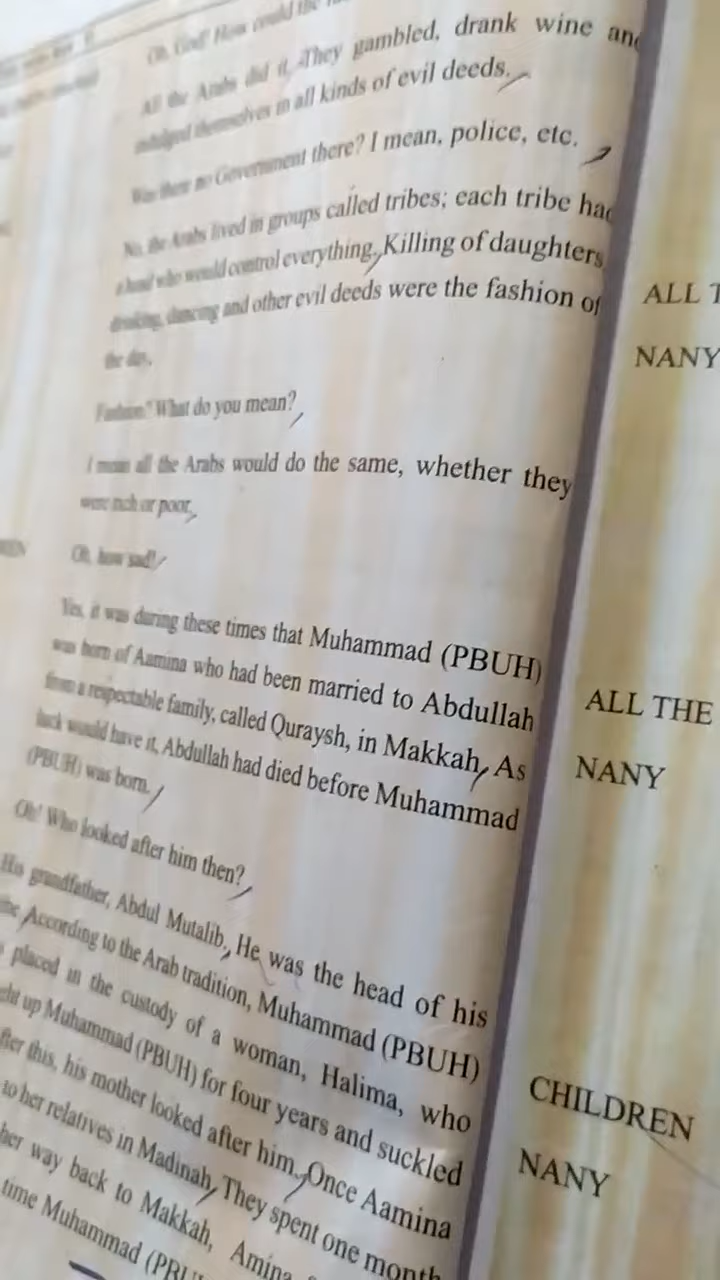 Oh, God! How could the
All the Arabs did it. They gambled, drank wine and
indulged themselves in all kinds of evil deeds.
Was there no Government there? I mean, police, etc.
No, the Arabs lived in groups called tribes; each tribe had
a head who would control everything. Killing of daughters,
drinking, dancing and other evil deeds were the fashion of
the day.
Fashion? What do you mean?
I mean all the Arabs would do the same, whether they
were rich or poor.
Oh, how sad!
Yes, it was during these times that Muhammad (PBUH)
was born of Aamina who had been married to Abdullah
from a respectable family, called Quraysh, in Makkah. As
luck would have it, Abdullah had died before Muhammad
(PBUH) was born.
Oh! Who looked after him then?
His grandfather, Abdul Mutalib. He was the head of his
According to the Arab tradition, Muhammad (PBUH)
placed in the custody of a woman, Halima, who
up Muhammad (PBUH) for four years and suckled
this, his mother looked after him. Once Aamina
to her relatives in Madinah. They spent one month
her way back to Makkah,
time Muhammad
ALL
NANY
ALL THE
NANY
CHILDREN
NANY